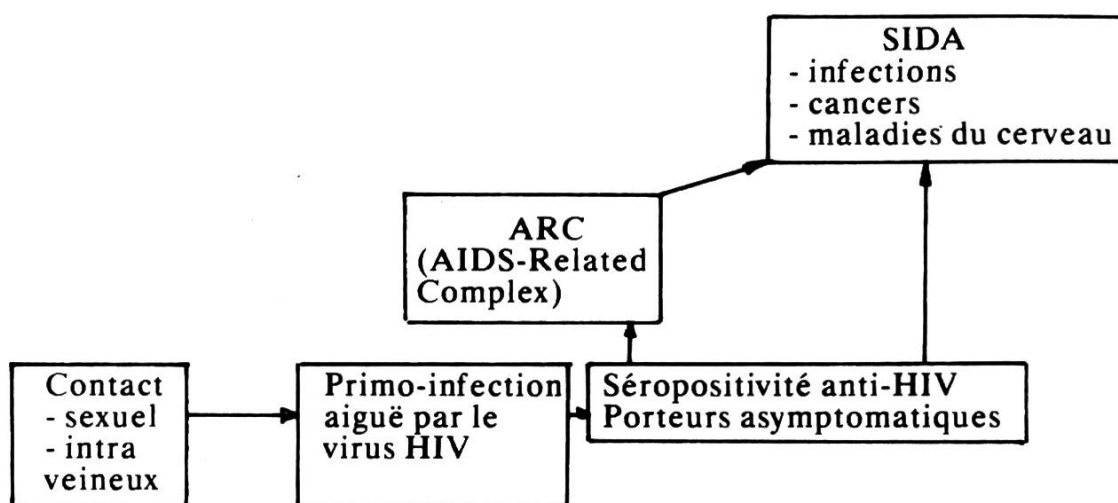 SIDA
- infections
- cancers
- maladies du cerveau
ARC
(AIDS-Related
Complex)
Contact
- sexuel
- intra
veineux
Primo-infection
aiguë par le
virus HIV
Séropositivité anti-HIV
Porteurs asymptomatiques